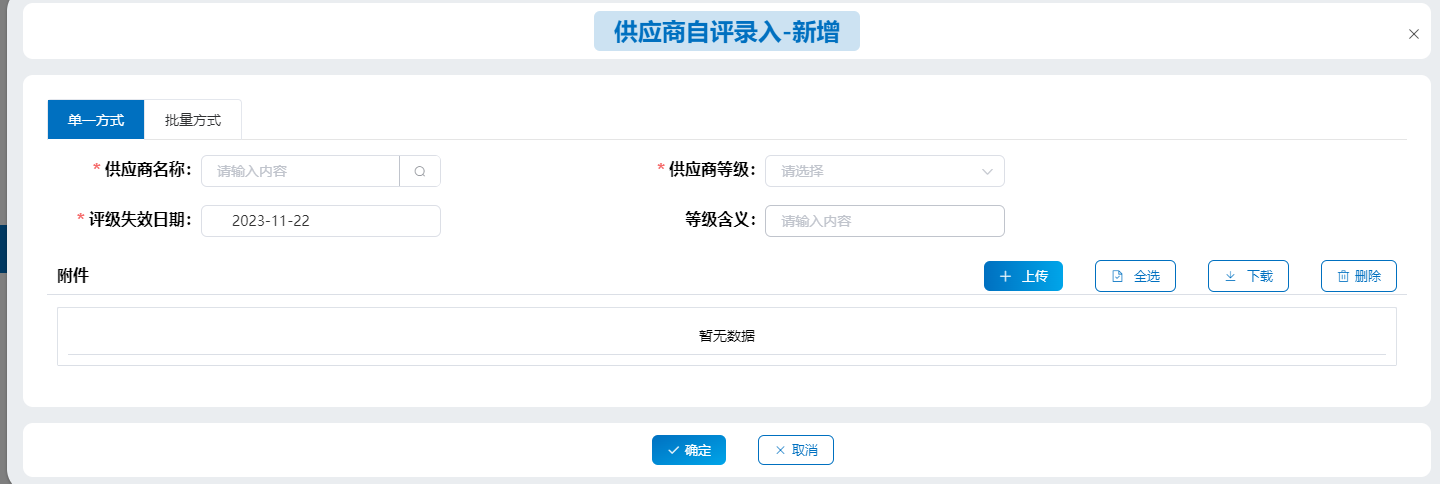 供应商自评录入-新增
单一方式 批量方式
* 供应商名称： 请输入内容 * 供应商等级： 请选择
* 评级失效日期： 2023-11-22 等级含义： 请输入内容
附件 上传 全选 下载 删除
暂无数据
确定 取消